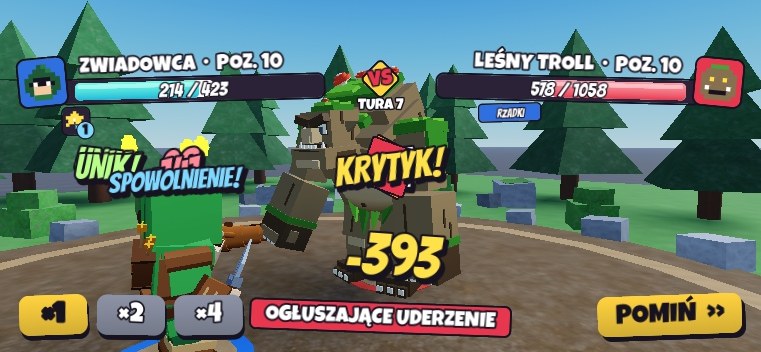 ZWIADOWCA • POZ. 10
214 / 423
1
VS
TURA 7
LEŚNY TROLL • POZ. 10
578 / 1058
RZADKI
UNIK!
SPOWOLNIENIE!
KRYTYK!
-393
×1
×2
×4
OGŁUSZAJĄCE UDERZENIE
POMIŃ >>